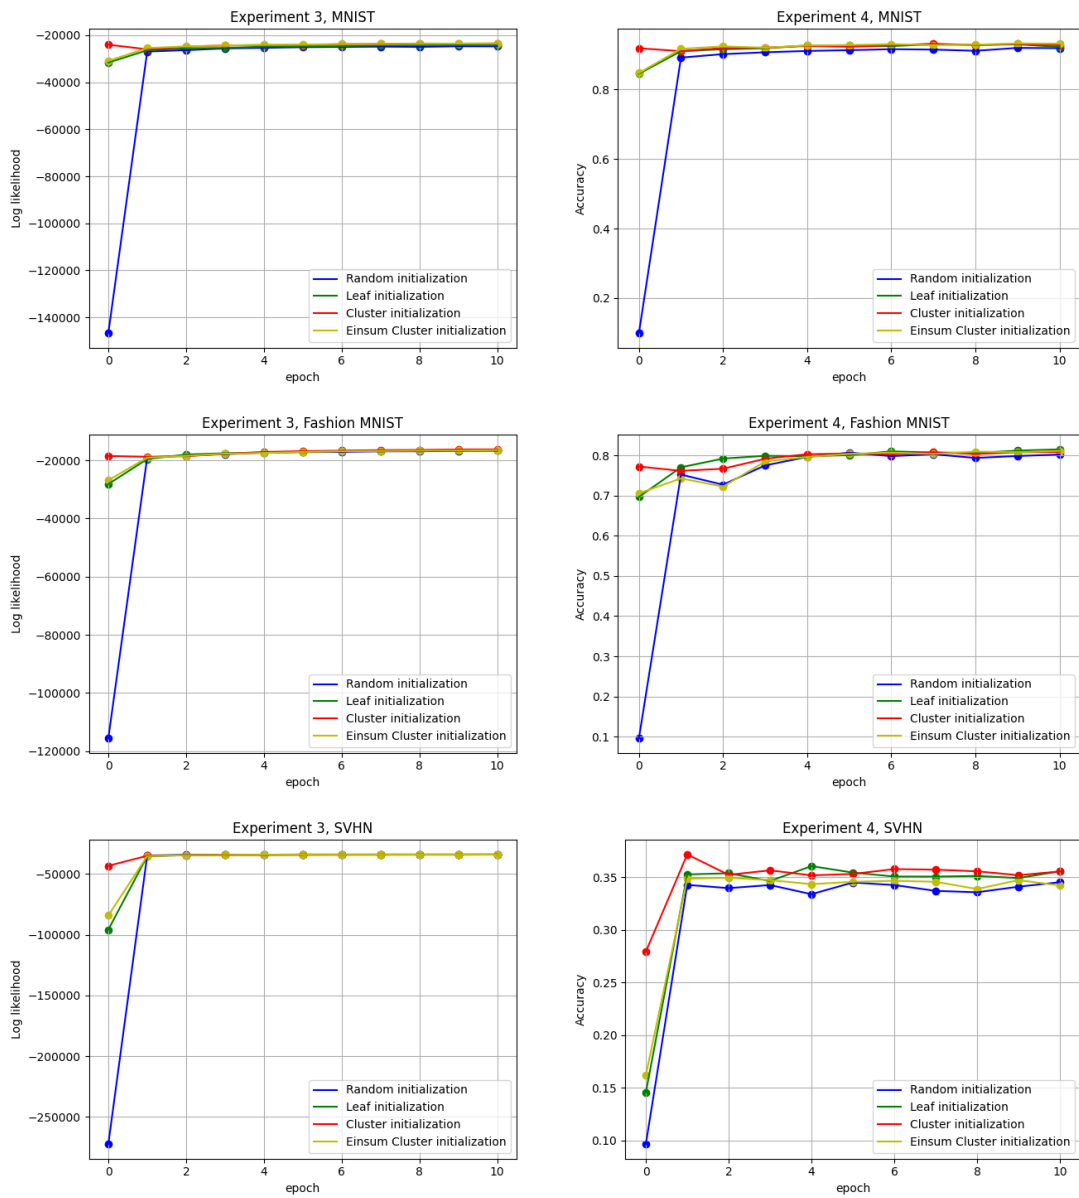 Experiment 3, MNIST
Log likelihood
−20000
−40000
−60000
−80000
−100000
−120000
−140000
0 2 4 6 8 10
epoch
Random initialization
Leaf initialization
Cluster initialization
Einsum Cluster initialization
Experiment 4, MNIST
Accuracy
0.8
0.6
0.4
0.2
0 2 4 6 8 10
epoch
Random initialization
Leaf initialization
Cluster initialization
Einsum Cluster initialization
Experiment 3, Fashion MNIST
Log likelihood
−20000
−40000
−60000
−80000
−100000
−120000
0 2 4 6 8 10
epoch
Random initialization
Leaf initialization
Cluster initialization
Einsum Cluster initialization
Experiment 4, Fashion MNIST
Accuracy
0.8
0.7
0.6
0.5
0.4
0.3
0.2
0.1
0 2 4 6 8 10
epoch
Random initialization
Leaf initialization
Cluster initialization
Einsum Cluster initialization
Experiment 3, SVHN
Log likelihood
−50000
−100000
−150000
−200000
−250000
0 2 4 6 8 10
epoch
Random initialization
Leaf initialization
Cluster initialization
Einsum Cluster initialization
Experiment 4, SVHN
Accuracy
0.35
0.30
0.25
0.20
0.15
0.10
0 2 4 6 8 10
epoch
Random initialization
Leaf initialization
Cluster initialization
Einsum Cluster initialization